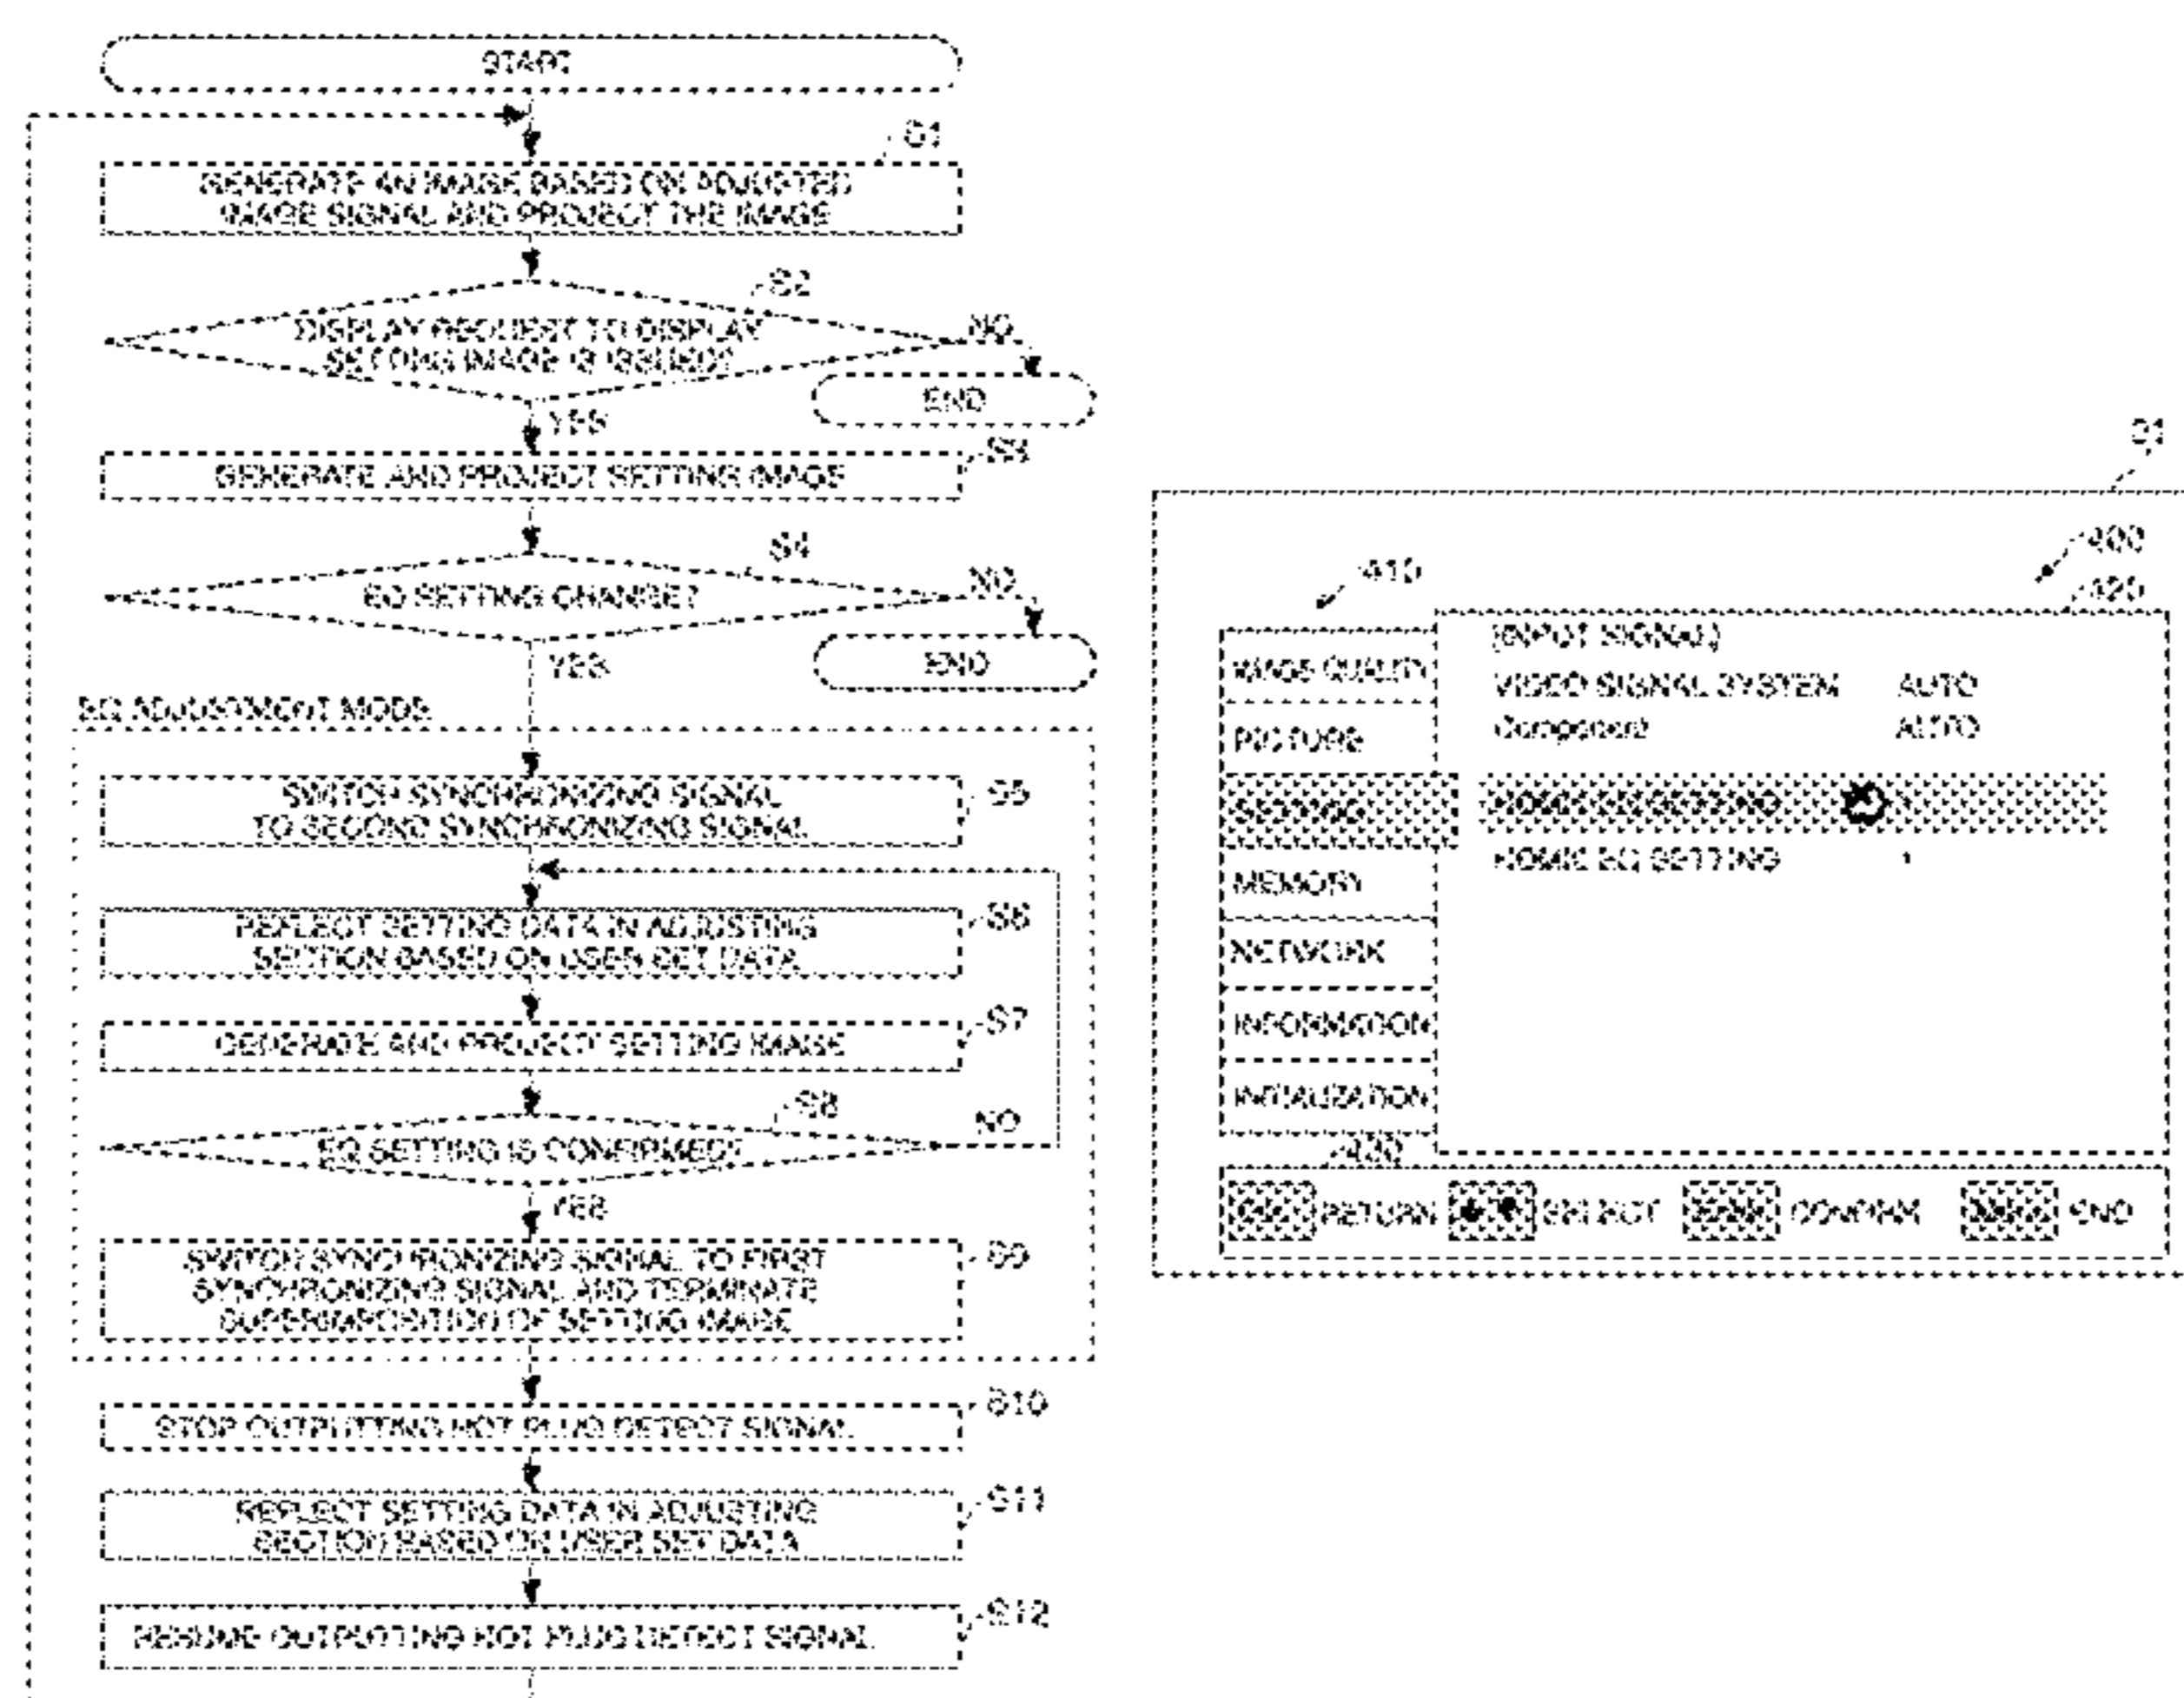 START
S1
GENERATE AN IMAGE BASED ON ADJUSTED
IMAGE SIGNAL AND PROJECT THE IMAGE
S2
DISPLAY REQUEST TO DISPLAY
SECOND IMAGE IS ISSUED?
NO
END
YES
S3
GENERATE AND PROJECT SETTING IMAGE
S4
EQ SETTING CHANGE?
NO
END
YES
EQ ADJUSTMENT MODE
S5
SWITCH SYNCHRONIZING SIGNAL
TO SECOND SYNCHRONIZING SIGNAL
S6
REFLECT SETTING DATA IN ADJUSTING
SECTION BASED ON USER SET DATA
S7
GENERATE AND PROJECT SETTING IMAGE
S8
EQ SETTING IS CONFIRMED?
NO
YES
S9
SWITCH SYNCHRONIZING SIGNAL TO FIRST
SYNCHRONIZING SIGNAL AND TERMINATE
SUPERIMPOSITION OF SETTING IMAGE
S10
STOP OUTPUTTING HOT PLUG DETECT SIGNAL
S11
REFLECT SETTING DATA IN ADJUSTING
SECTION BASED ON USER SET DATA
S12
RESUME OUTPUTTING HOT PLUG DETECT SIGNAL
400
410
420
IMAGE QUALITY
PICTURE
SETTING
MEMORY
NETWORK
INFORMATION
INITIALIZATION
[INPUT SIGNAL]
VIDEO SIGNAL SYSTEM AUTO
Component AUTO
EQ SETTING
EQ SETTING 1
RETURN
SELECT
CONFIRM
END